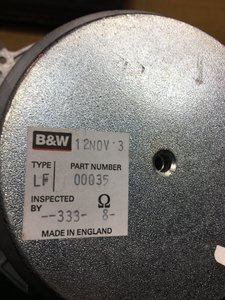 B&W 12NOV 3
TYPE PART NUMBER
LF 00035
INSPECTED Ω
BY --333- 8-
MADE IN ENGLAND